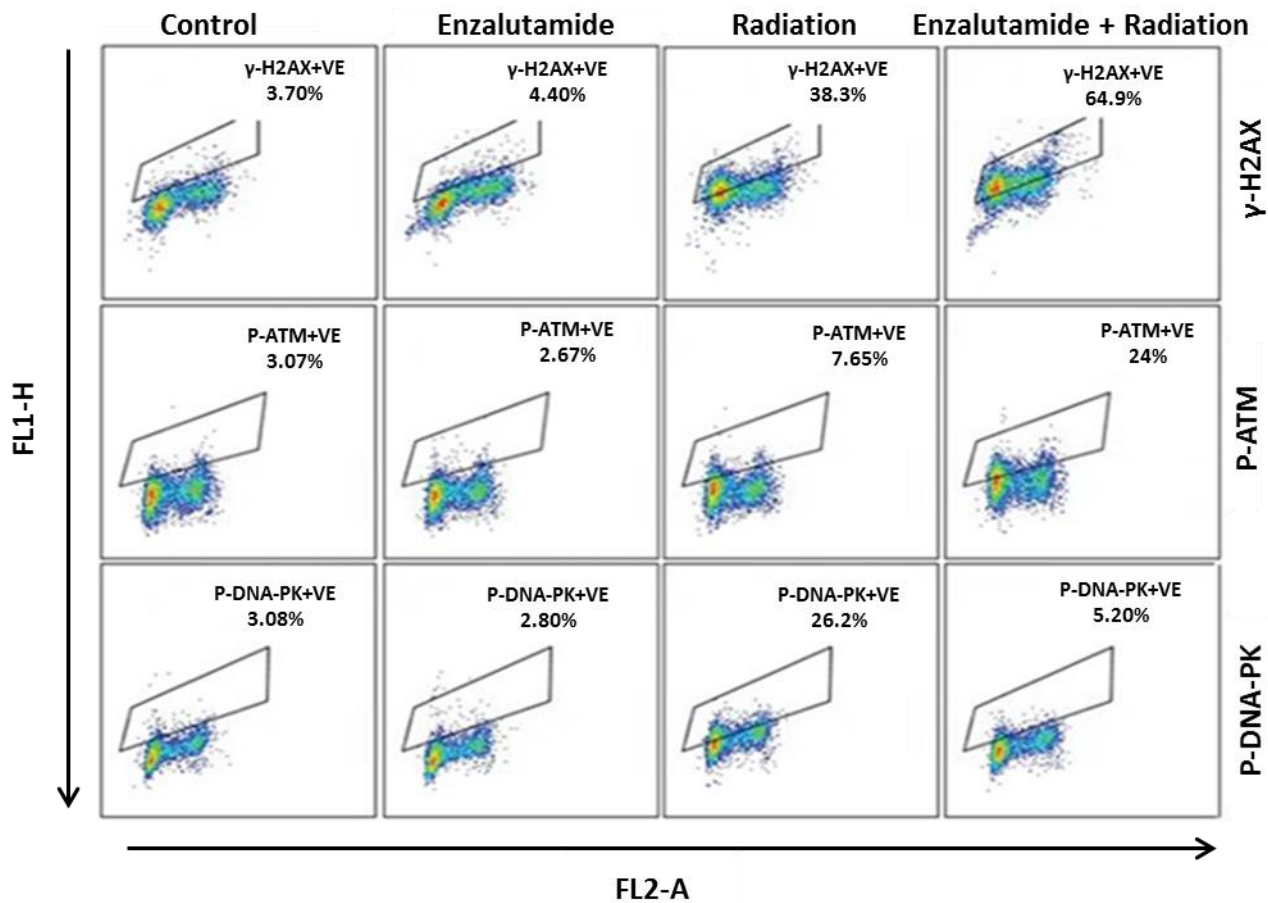 Control Enzalutamide Radiation Enzalutamide + Radiation
γ-H2AX+VE
3.70%
γ-H2AX+VE
4.40%
γ-H2AX+VE
38.3%
γ-H2AX+VE
64.9%
γ-H2AX
P-ATM+VE
3.07%
P-ATM+VE
2.67%
P-ATM+VE
7.65%
P-ATM+VE
24%
P-ATM
FL1-H
P-DNA-PK+VE
3.08%
P-DNA-PK+VE
2.80%
P-DNA-PK+VE
26.2%
P-DNA-PK+VE
5.20%
P-DNA-PK
FL2-A